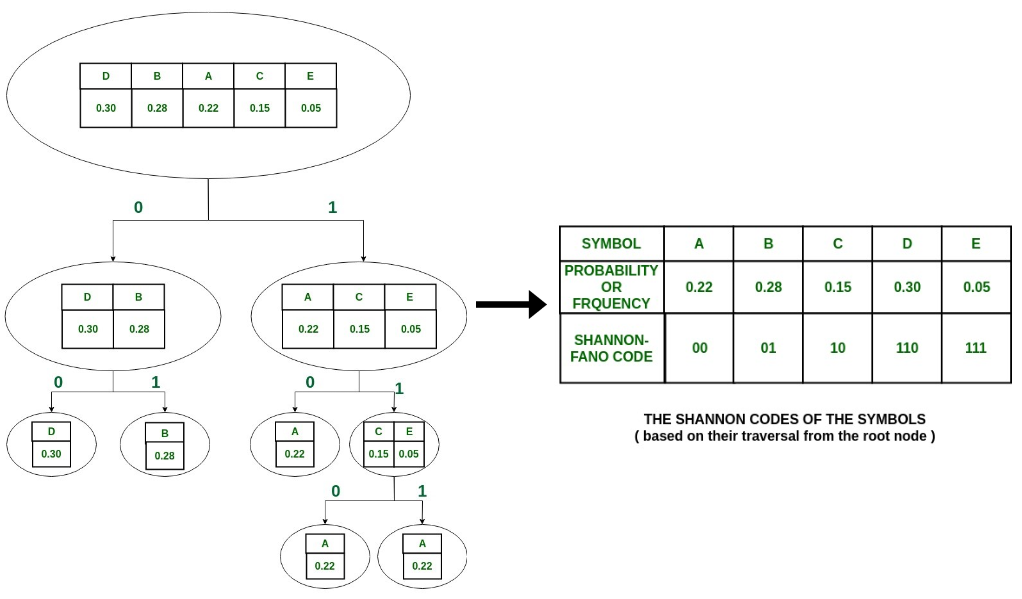 D B A C E
0.30 0.28 0.22 0.15 0.05
0 1
D B
0.30 0.28
A C E
0.22 0.15 0.05
0 1
0 1
D
0.30
B
0.28
A
0.22
C E
0.15 0.05
0 1
A
0.22
A
0.22
SYMBOL A B C D E
PROBABILITY
OR
FRQUENCY
0.22 0.28 0.15 0.30 0.05
SHANNON-
FANO CODE
00 01 10 110 111
THE SHANNON CODES OF THE SYMBOLS
( based on their traversal from the root node )